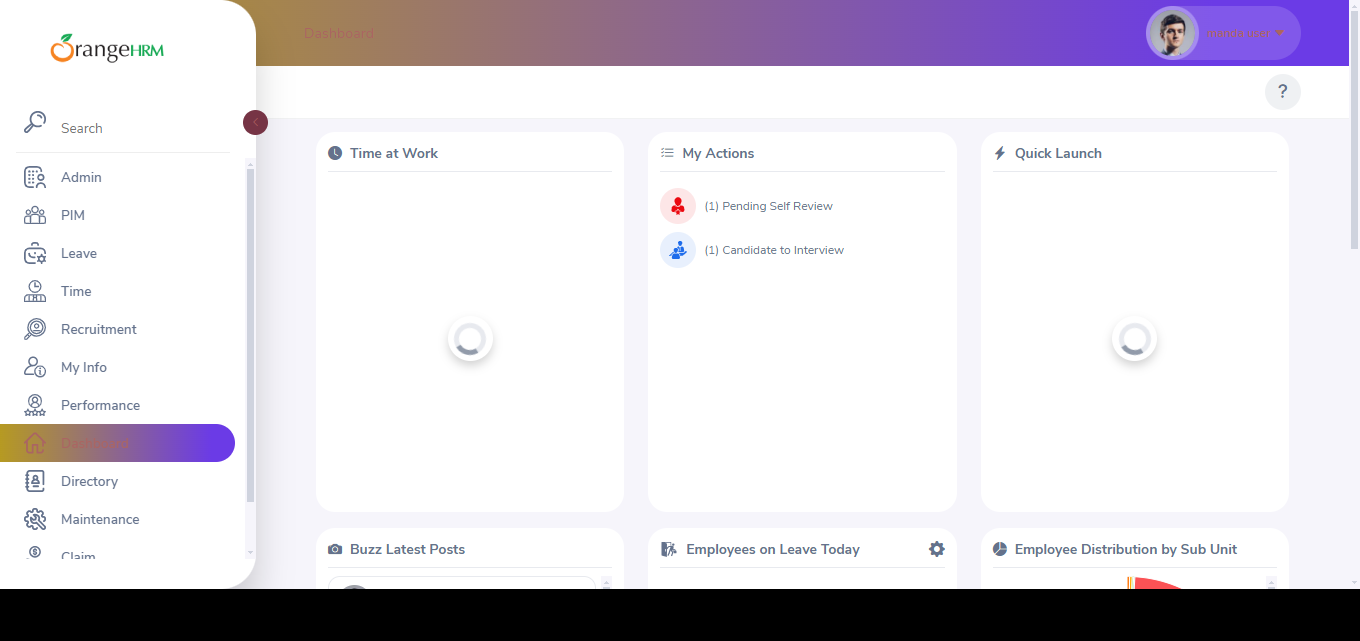 OrangeHRM
Dashboard
manda user
?
Search
Admin
PIM
Leave
Time
Recruitment
My Info
Performance
Dashboard
Directory
Maintenance
Claim
Time at Work
My Actions
(1) Pending Self Review
(1) Candidate to Interview
Quick Launch
Buzz Latest Posts
Employees on Leave Today
Employee Distribution by Sub Unit